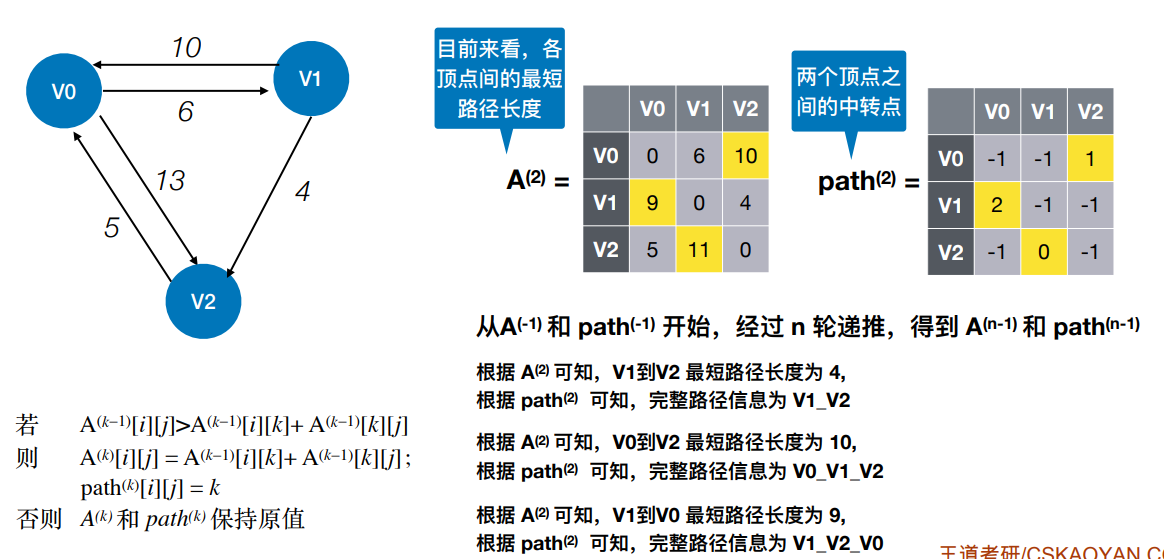 10
V0
V1
6
13
4
5
V2
目前来看，各
顶点间的最短
路径长度
两个顶点之
间的中转点
A(2) =
V0 V1 V2
V0 0 6 10
V1 9 0 4
V2 5 11 0
path(2) =
V0 V1 V2
V0 -1 -1 1
V1 2 -1 -1
V2 -1 0 -1
从A(-1) 和 path(-1) 开始，经过 n 轮递推，得到 A(n-1) 和 path(n-1)
根据 A(2) 可知，V1到V2 最短路径长度为 4,
根据 path(2) 可知，完整路径信息为 V1_V2
根据 A(2) 可知，V0到V2 最短路径长度为 10,
根据 path(2) 可知，完整路径信息为 V0_V1_V2
根据 A(2) 可知，V1到V0 最短路径长度为 9,
根据 path(2) 可知，完整路径信息为 V1_V2_V0
若 A(k−1)[i][j]>A(k−1)[i][k]+ A(k−1)[k][j]
则 A(k)[i][j] = A(k−1)[i][k]+ A(k−1)[k][j];
path(k)[i][j] = k
否则 A(k) 和 path(k) 保持原值
王道考研/CSKAOYAN.C